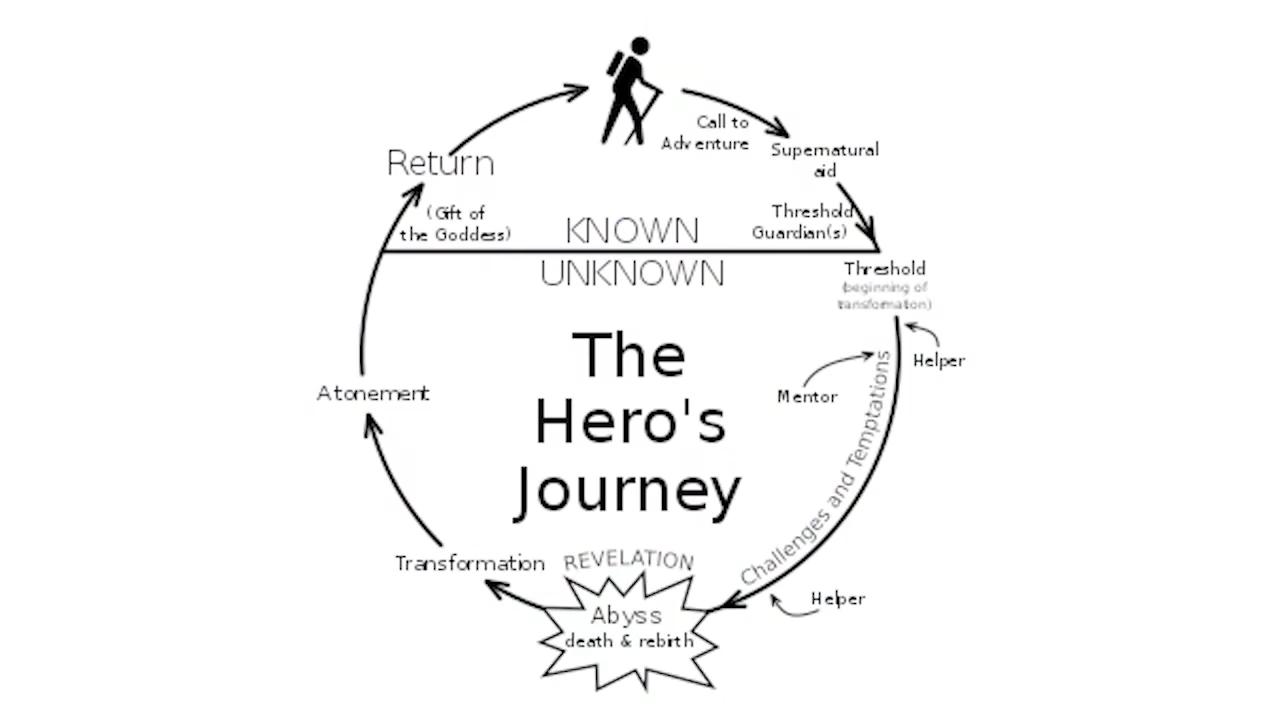 Call to
Adventure
Supernatural
aid
Return
(Gift of
the Goddess)
KNOWN
Threshold
Guardian(s)
UNKNOWN
Threshold
(beginning of
transformation)
Helper
Mentor
Challenges and Temptations
The
Hero's
Journey
Atonement
Transformation
REVELATION
Abyss
death & rebirth
Helper